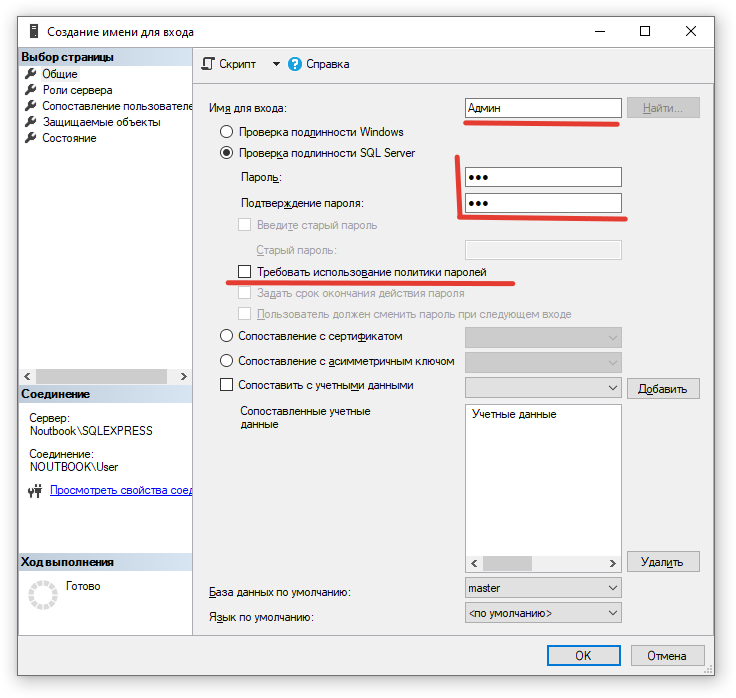 Создание имени для входа
Выбор страницы
Общие
Роли сервера
Сопоставление пользователе
Защищаемые объекты
Состояние
Соединение
Сервер:
Noutbook\SQLEXPRESS
Соединение:
NOUTBOOK\User
Просмотреть свойства соед
Ход выполнения
Готово
Скрипт
Справка
Имя для входа:
Админ
Найти...
Проверка подлинности Windows
Проверка подлинности SQL Server
Пароль:
●●●
Подтверждение пароля:
●●●
Введите старый пароль
Старый пароль:
Требовать использование политики паролей
Задать срок окончания действия пароля
Пользователь должен сменить пароль при следующем входе
Сопоставление с сертификатом
Сопоставление с асимметричным ключом
Сопоставить с учетными данными
Добавить
Сопоставленные учетные
данные
Учетные данные
Удалить
База данных по умолчанию:
master
Язык по умолчанию:
<по умолчанию>
OK
Отмена